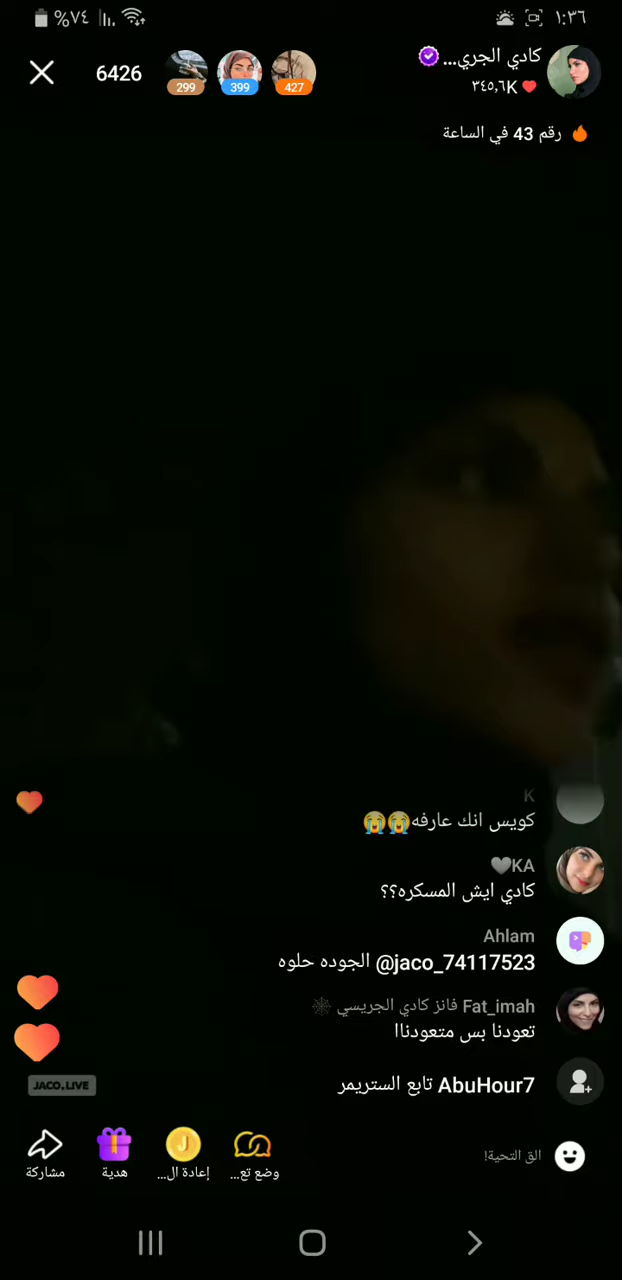 %٧٤
١:٣٦
6426
299
399
427
كادي الجري...
٣٤٥,٦K
رقم 43 في الساعة
K
كويس انك عارفه😭😭
KA🖤
كادي ايش المسكره؟؟
Ahlam
@jaco_74117523 الجوده حلوه
Fat_imah فانز كادي الجريسي 🕸
تعودنا بس متعودناا
AbuHour7 تابع الستريمر
JACO.LIVE
الق التحية!
وضع تع...
إعادة ال...
هدية
مشاركة